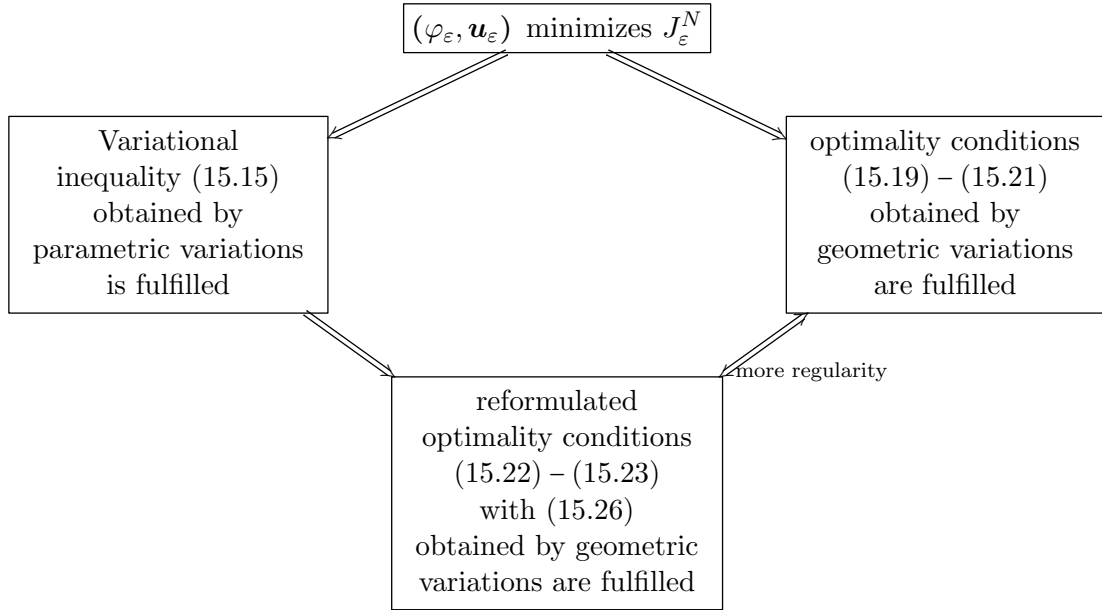 (φ_ε, u_ε) minimizes J_ε^N
Variational
inequality (15.15)
obtained by
parametric variations
is fulfilled
optimality conditions
(15.19) – (15.21)
obtained by
geometric variations
are fulfilled
more regularity
reformulated
optimality conditions
(15.22) – (15.23)
with (15.26)
obtained by geometric
variations are fulfilled